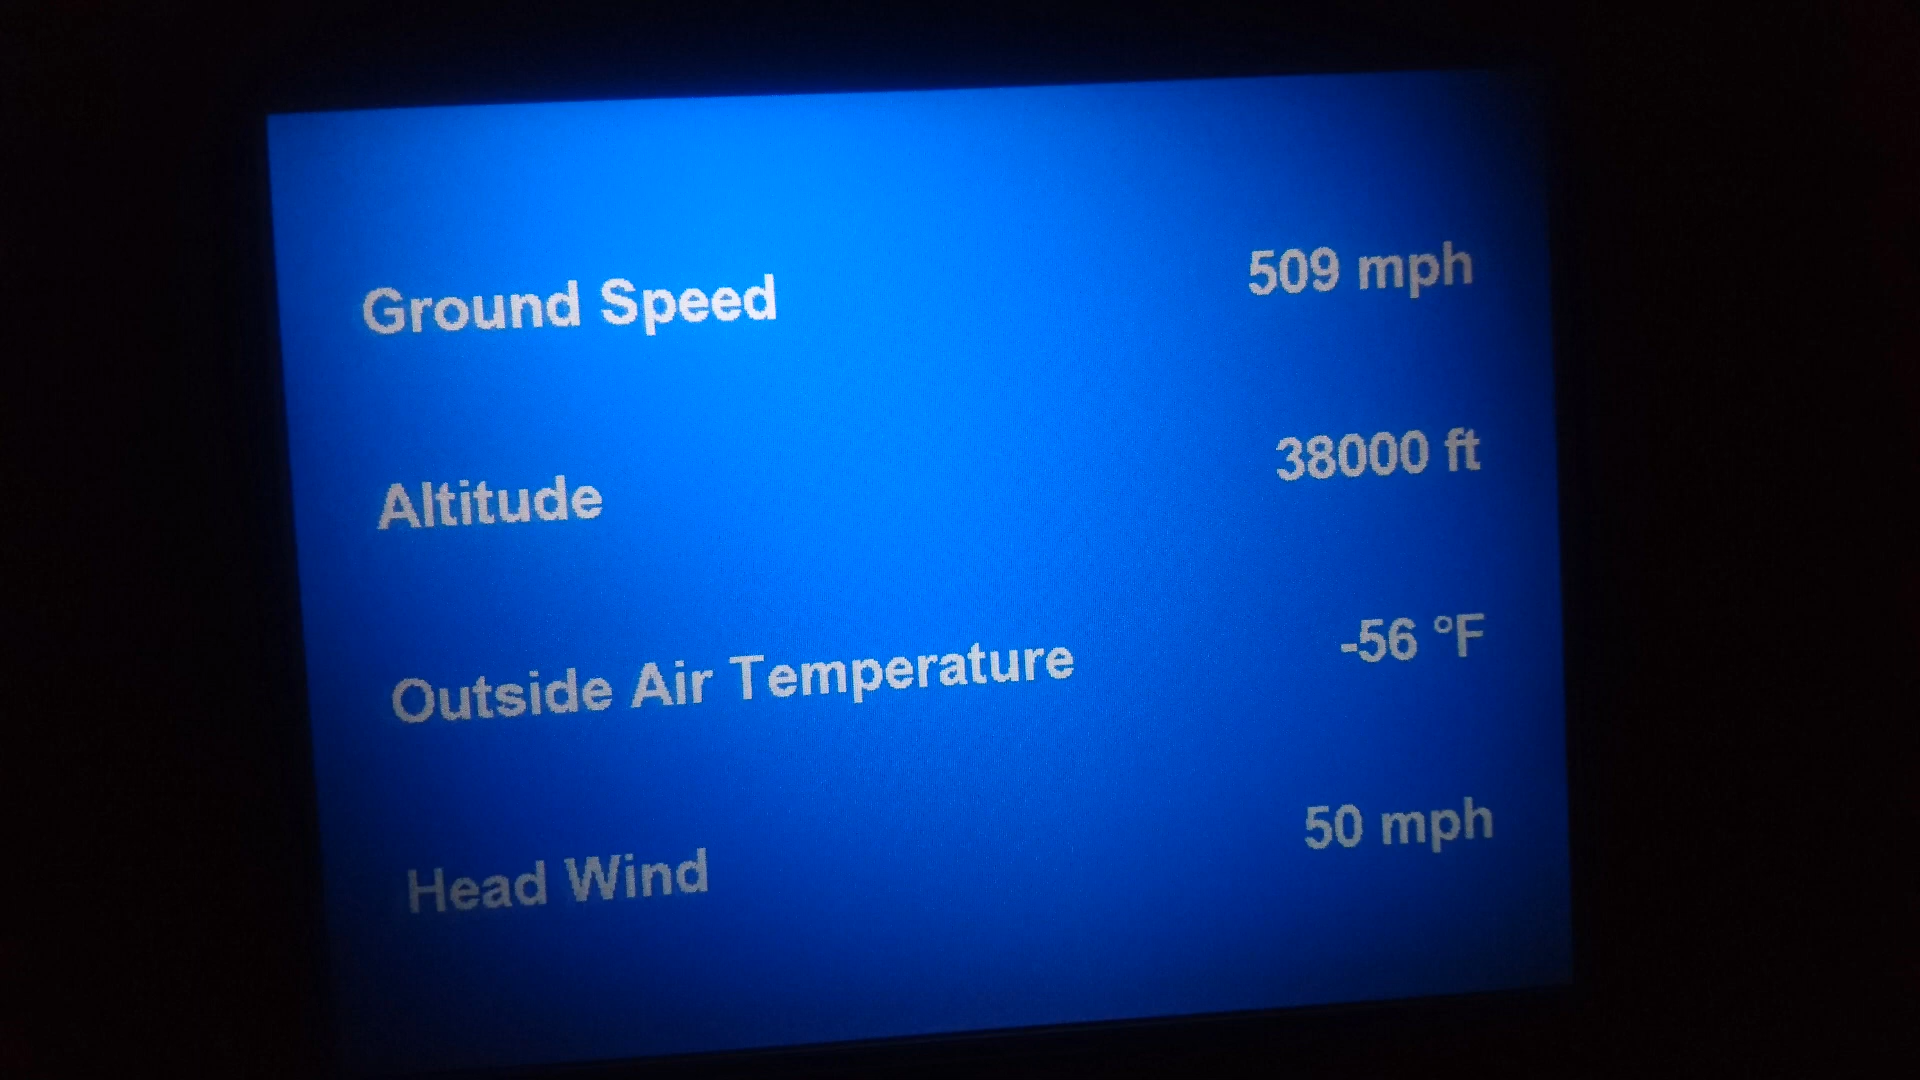 Ground Speed 509 mph
Altitude 38000 ft
Outside Air Temperature -56 °F
Head Wind 50 mph